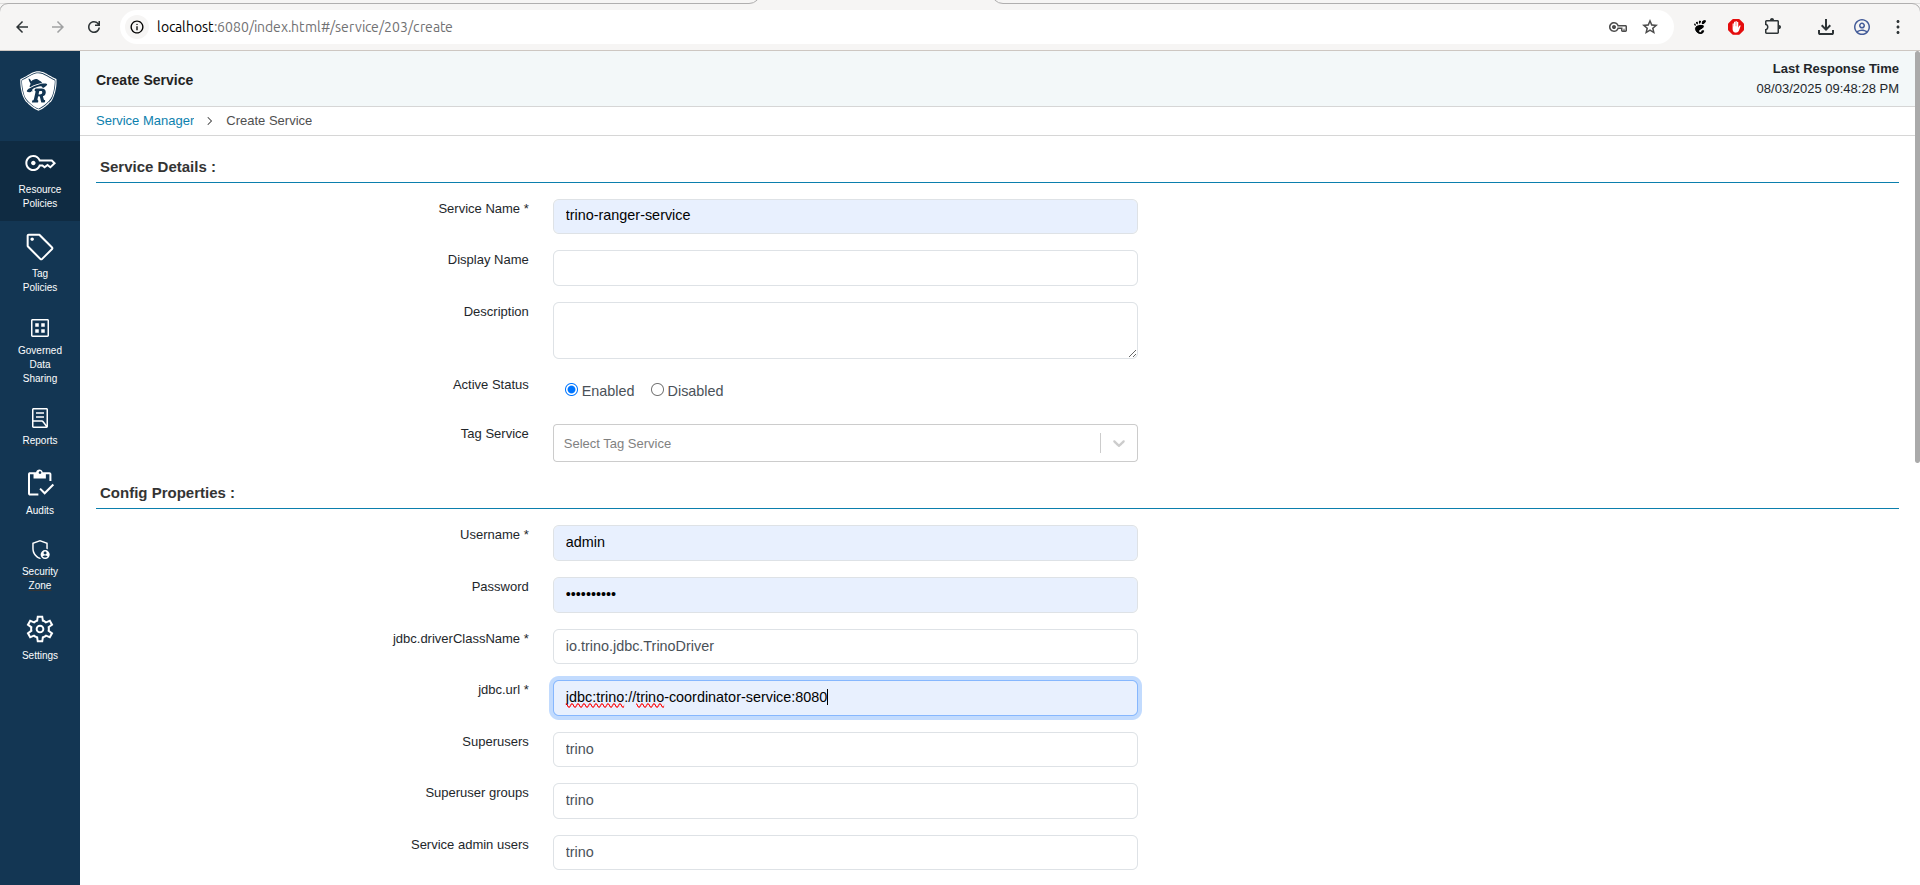 localhost:6080/index.html#/service/203/create
Create Service
Last Response Time
08/03/2025 09:48:28 PM
Service Manager > Create Service
R
Resource
Policies
Tag
Policies
Governed
Data
Sharing
Reports
Audits
Security
Zone
Settings
Service Details :
Service Name * trino-ranger-service
Display Name
Description
Active Status Enabled Disabled
Tag Service Select Tag Service
Config Properties :
Username * admin
Password ••••••••••
jdbc.driverClassName * io.trino.jdbc.TrinoDriver
jdbc.url * jdbc:trino://trino-coordinator-service:8080
Superusers trino
Superuser groups trino
Service admin users trino